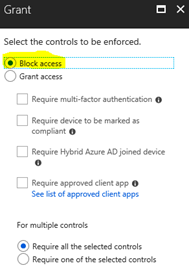 Grant
Select the controls to be enforced.
Block access
Grant access
Require multi-factor authentication
Require device to be marked as
compliant
Require Hybrid Azure AD joined device
Require approved client app
See list of approved client apps
For multiple controls
Require all the selected controls
Require one of the selected controls